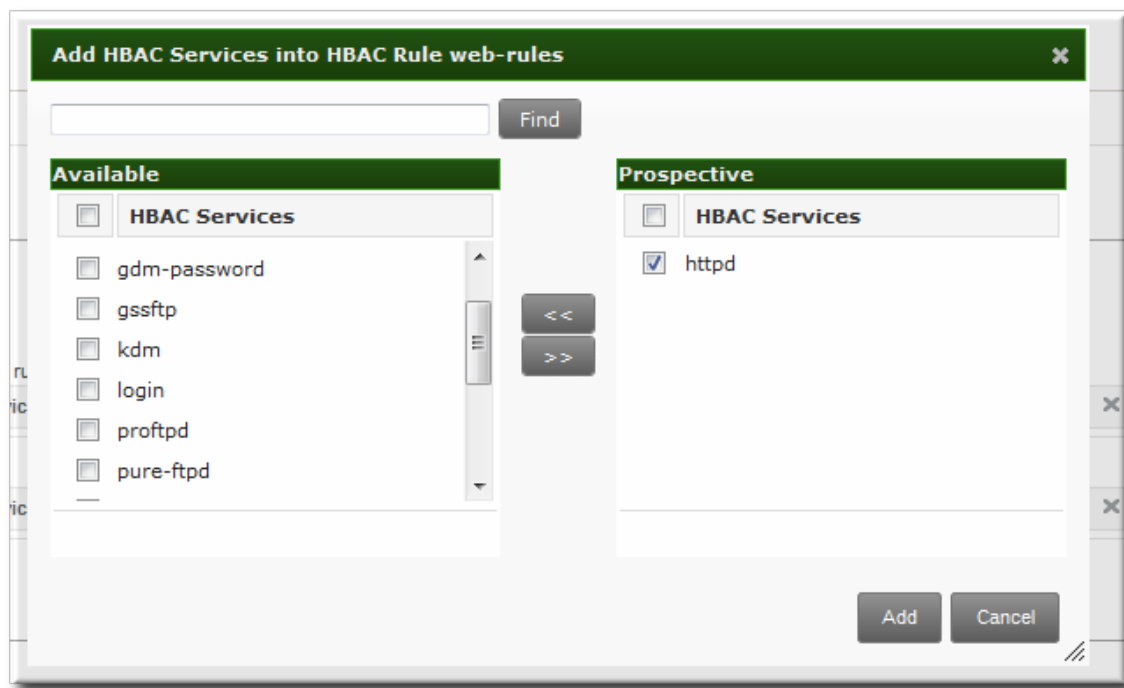 Add HBAC Services into HBAC Rule web-rules
Find
Available
HBAC Services
gdm-password
gssftp
kdm
login
proftpd
pure-ftpd
<<
>>
Prospective
HBAC Services
httpd
Add
Cancel